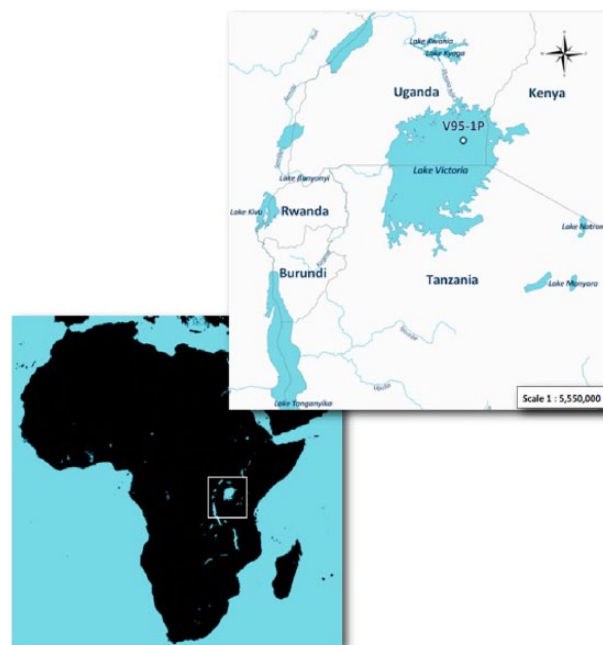 Lake Kwania
Lake Kyoga
Uganda
Kenya
V95-1P
Lake Victoria
Lake Bunyonyi
Lake Kivu
Rwanda
Lake Natron
Burundi
Tanzania
Lake Manyara
Lake Tanganyika
Scale 1 : 5,550,000